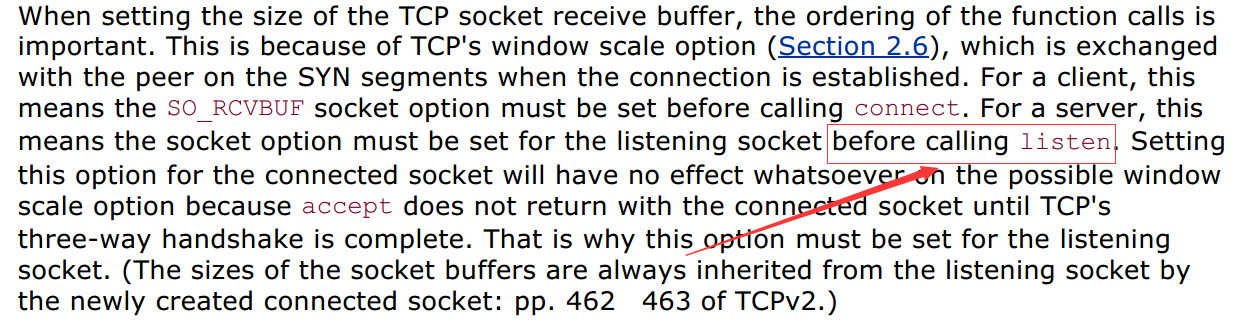 When setting the size of the TCP socket receive buffer, the ordering of the function calls is
important. This is because of TCP's window scale option (Section 2.6), which is exchanged
with the peer on the SYN segments when the connection is established. For a client, this
means the SO_RCVBUF socket option must be set before calling connect. For a server, this
means the socket option must be set for the listening socket before calling listen. Setting
this option for the connected socket will have no effect whatsoever on the possible window
scale option because accept does not return with the connected socket until TCP's
three-way handshake is complete. That is why this option must be set for the listening
socket. (The sizes of the socket buffers are always inherited from the listening socket by
the newly created connected socket: pp. 462 463 of TCPv2.)